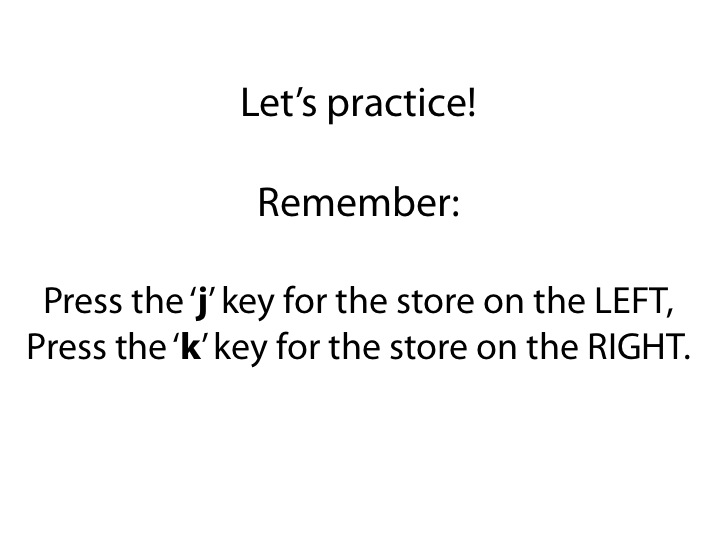 Let’s practice!
Remember:
Press the ‘j’ key for the store on the LEFT,
Press the ‘k’ key for the store on the RIGHT.